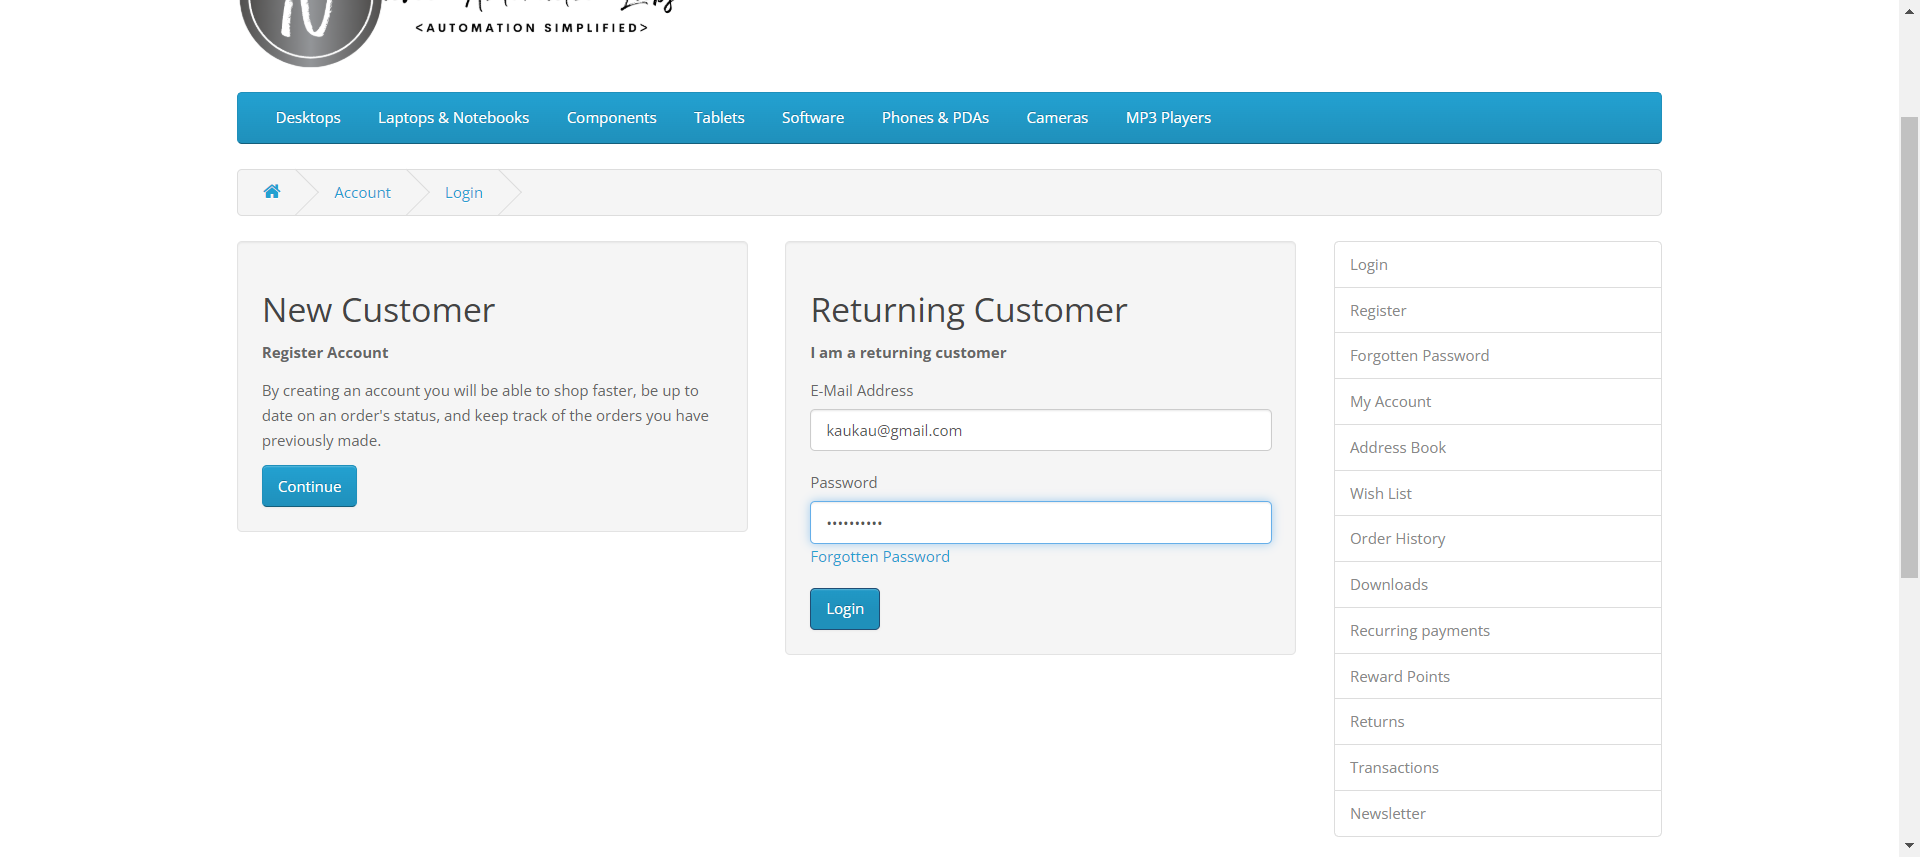 <AUTOMATION SIMPLIFIED>
Desktops Laptops & Notebooks Components Tablets Software Phones & PDAs Cameras MP3 Players
Account Login
New Customer
Register Account
By creating an account you will be able to shop faster, be up to
date on an order's status, and keep track of the orders you have
previously made.
Continue
Returning Customer
I am a returning customer
E-Mail Address
kaukau@gmail.com
Password
••••••••••
Forgotten Password
Login
Login
Register
Forgotten Password
My Account
Address Book
Wish List
Order History
Downloads
Recurring payments
Reward Points
Returns
Transactions
Newsletter